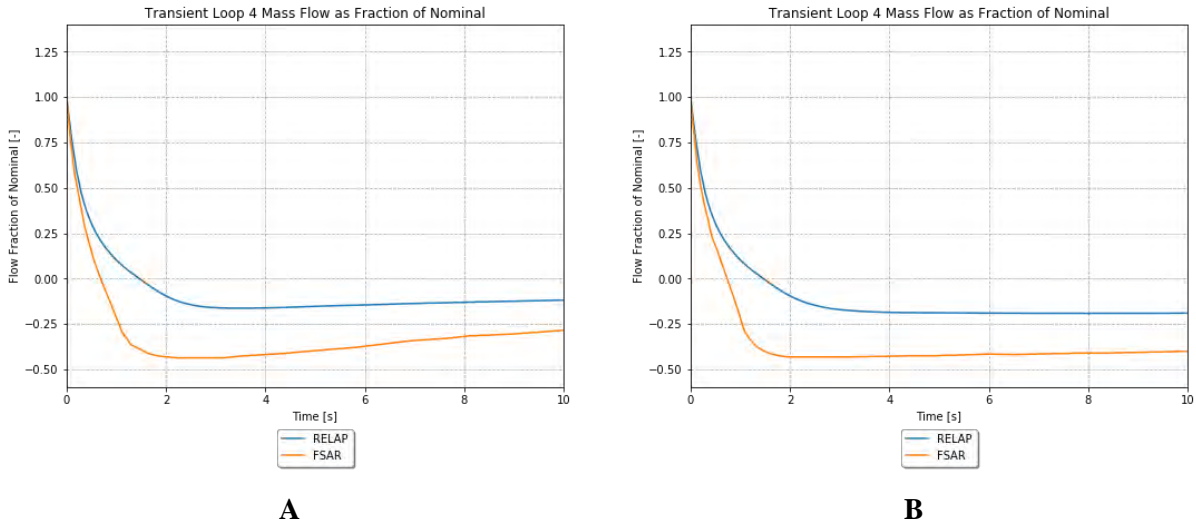 Transient Loop 4 Mass Flow as Fraction of Nominal
Flow Fraction of Nominal [-]
1.25
1.00
0.75
0.50
0.25
0.00
−0.25
−0.50
0 2 4 6 8 10
Time [s]
RELAP
FSAR
A
Transient Loop 4 Mass Flow as Fraction of Nominal
Flow Fraction of Nominal [-]
1.25
1.00
0.75
0.50
0.25
0.00
−0.25
−0.50
0 2 4 6 8 10
Time [s]
RELAP
FSAR
B